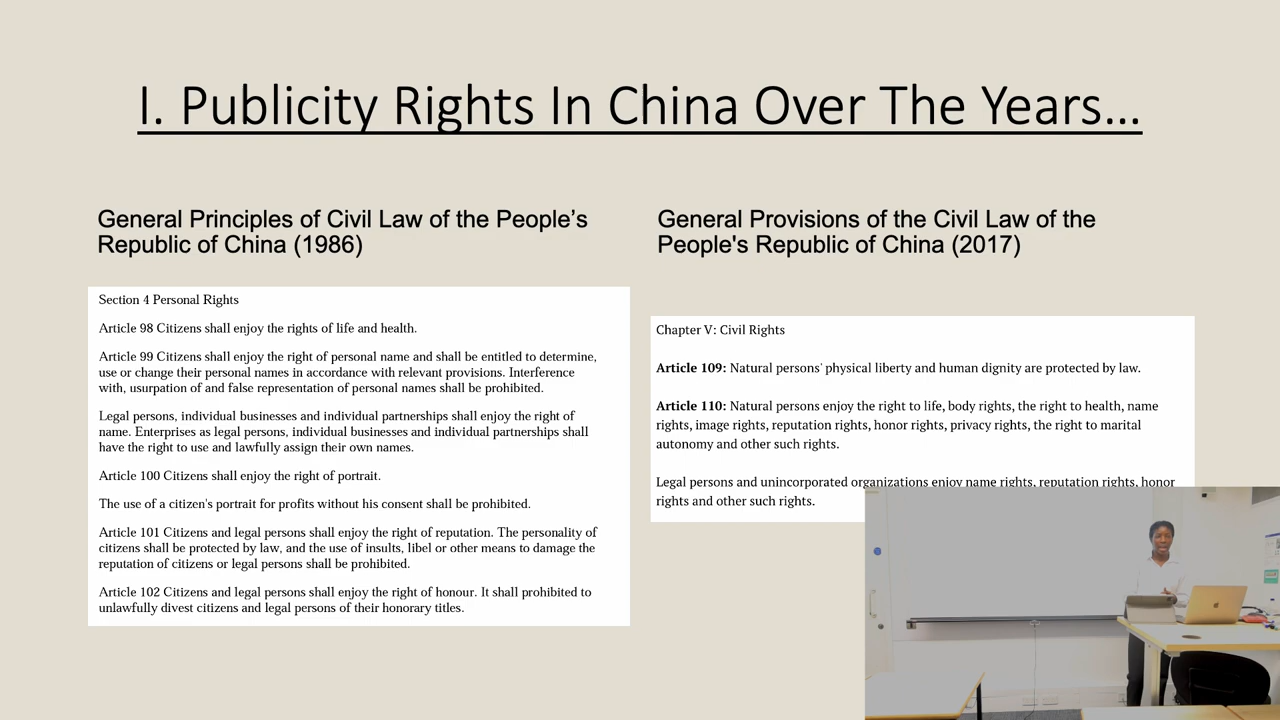 I. Publicity Rights In China Over The Years...
General Principles of Civil Law of the People’s
Republic of China (1986)
Section 4 Personal Rights
Article 98 Citizens shall enjoy the rights of life and health.
Article 99 Citizens shall enjoy the right of personal name and shall be entitled to determine,
use or change their personal names in accordance with relevant provisions. Interference
with, usurpation of and false representation of personal names shall be prohibited.
Legal persons, individual businesses and individual partnerships shall enjoy the right of
name. Enterprises as legal persons, individual businesses and individual partnerships shall
have the right to use and lawfully assign their own names.
Article 100 Citizens shall enjoy the right of portrait.
The use of a citizen's portrait for profits without his consent shall be prohibited.
Article 101 Citizens and legal persons shall enjoy the right of reputation. The personality of
citizens shall be protected by law, and the use of insults, libel or other means to damage the
reputation of citizens or legal persons shall be prohibited.
Article 102 Citizens and legal persons shall enjoy the right of honour. It shall prohibited to
unlawfully divest citizens and legal persons of their honorary titles.
General Provisions of the Civil Law of the
People's Republic of China (2017)
Chapter V: Civil Rights
Article 109: Natural persons' physical liberty and human dignity are protected by law.
Article 110: Natural persons enjoy the right to life, body rights, the right to health, name
rights, image rights, reputation rights, honor rights, privacy rights, the right to marital
autonomy and other such rights.
Legal persons and unincorporated organizations enjoy name rights, reputation rights, honor
rights and other such rights.